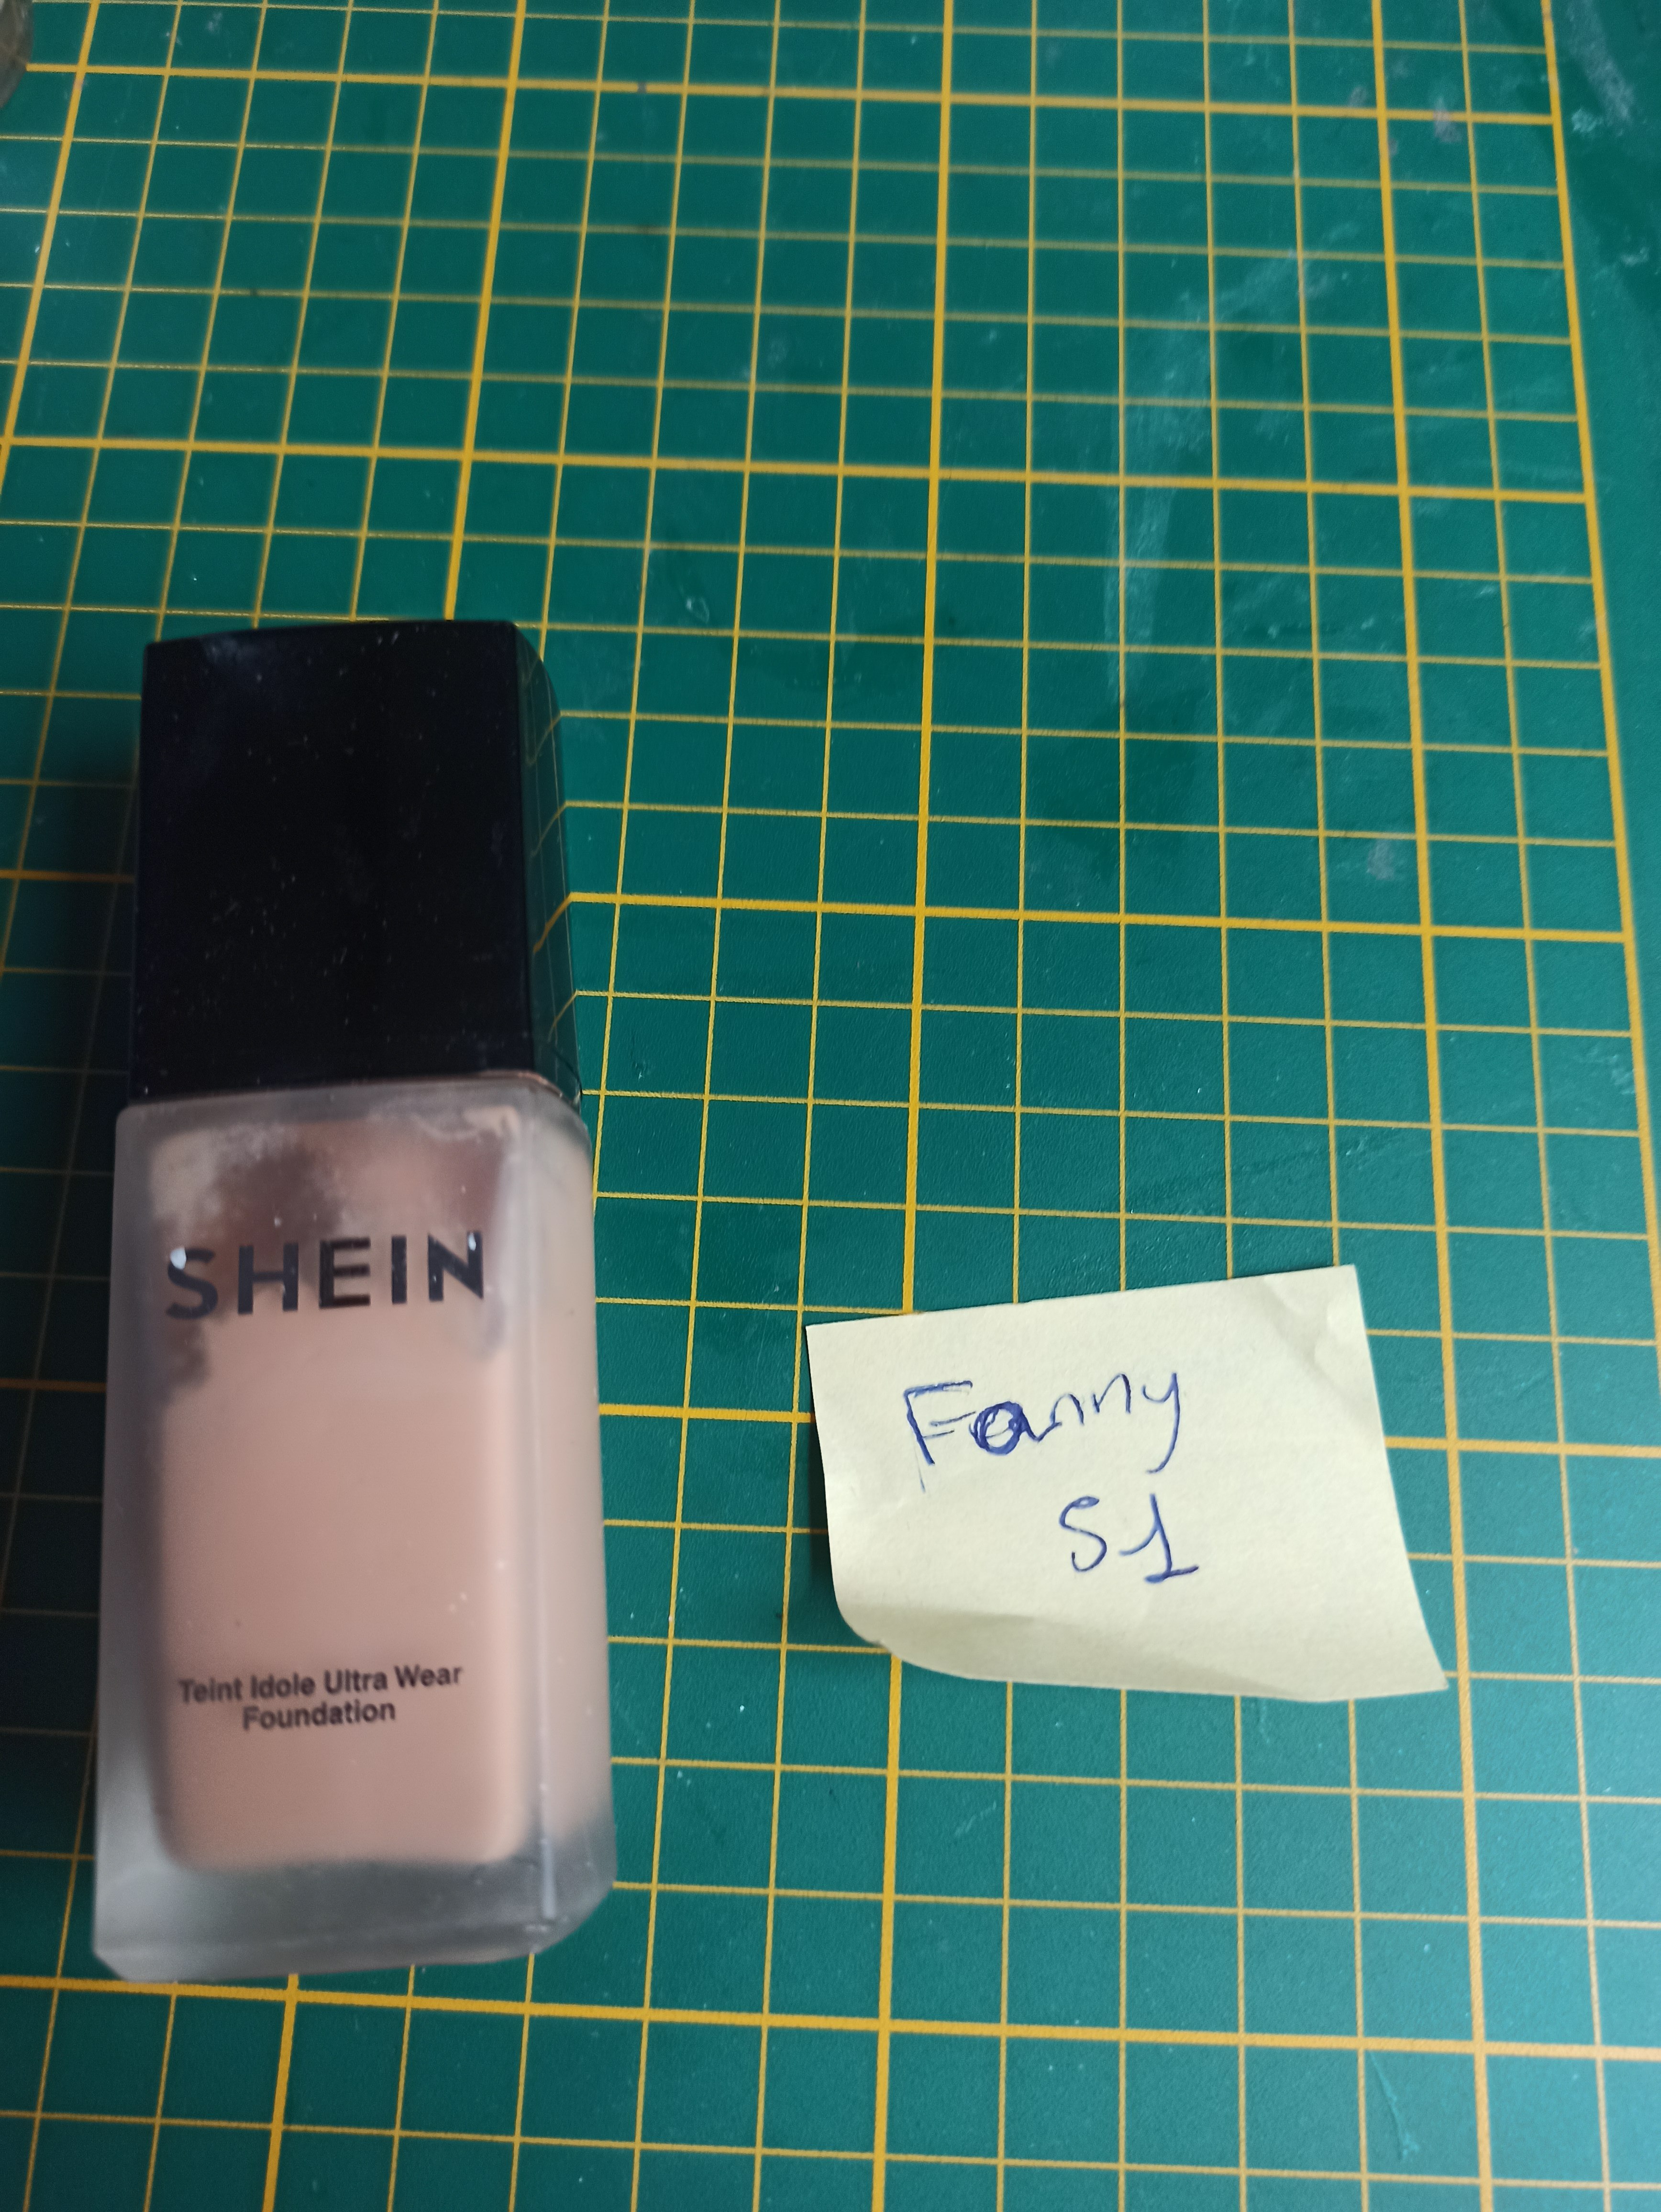 SHEIN
Teint Idole Ultra Wear
Foundation
Fanny
S1